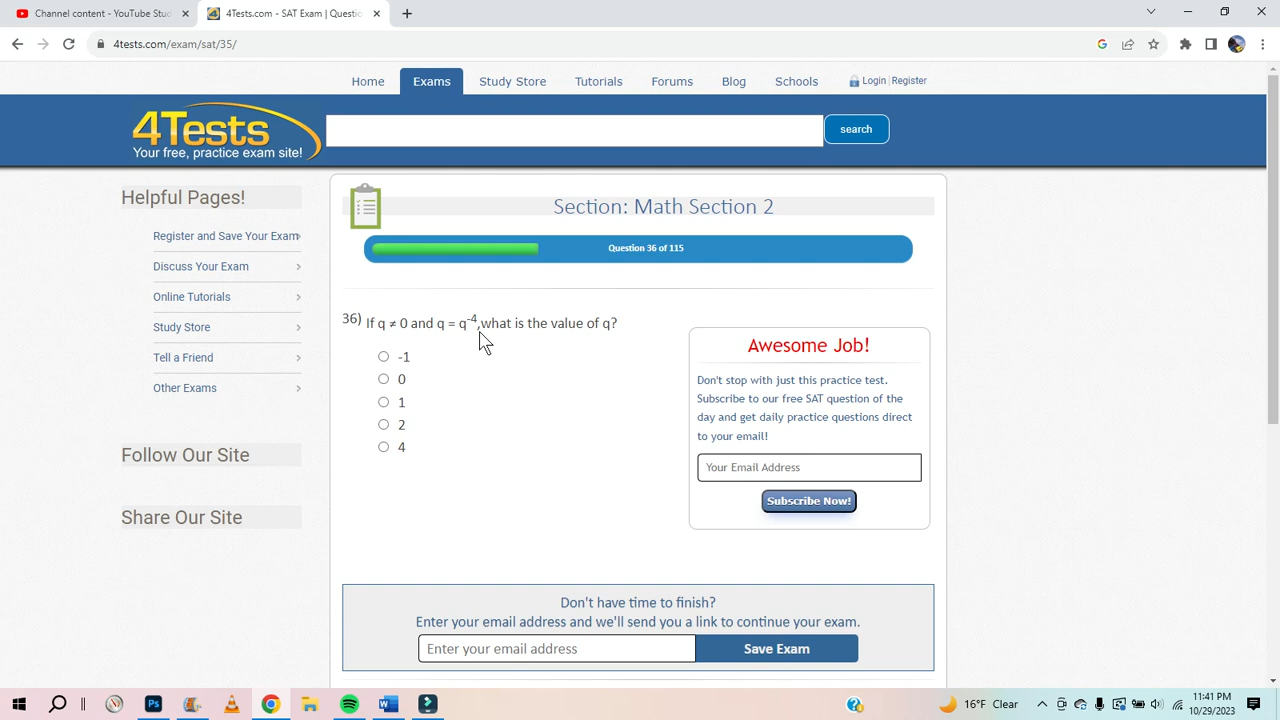 Channel content - YouTube Stud
4Tests.com - SAT Exam | Questio
4tests.com/exam/sat/35/
Home
Exams
Study Store
Tutorials
Forums
Blog
Schools
Login | Register
4Tests
Your free, practice exam site!
search
Helpful Pages!
Register and Save Your Exam
Discuss Your Exam
Online Tutorials
Study Store
Tell a Friend
Other Exams
Follow Our Site
Share Our Site
Section: Math Section 2
Question 36 of 115
36) If q ≠ 0 and q = q⁻⁴,what is the value of q?
-1
0
1
2
4
Awesome Job!
Don't stop with just this practice test.
Subscribe to our free SAT question of the
day and get daily practice questions direct
to your email!
Your Email Address
Subscribe Now!
Don't have time to finish?
Enter your email address and we'll send you a link to continue your exam.
Enter your email address
Save Exam
16°F Clear
11:41 PM
10/29/2023